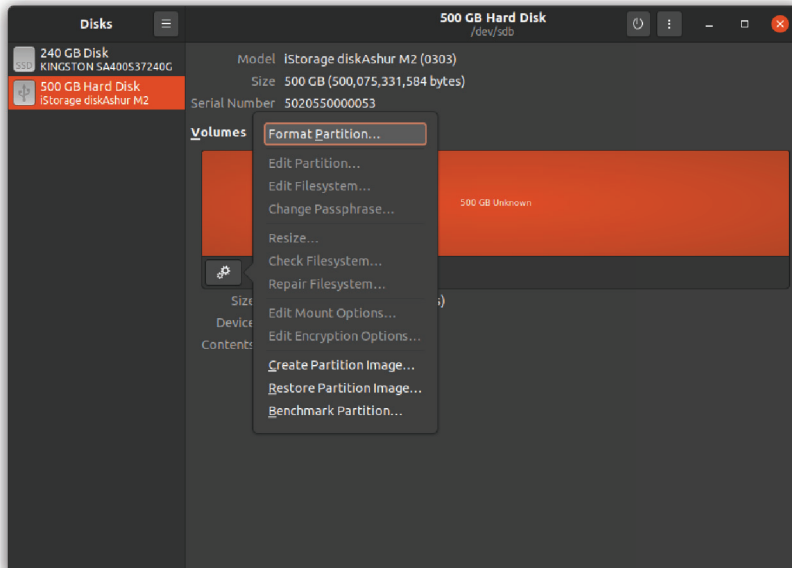 Disks
500 GB Hard Disk
/dev/sdb
240 GB Disk
SSD
KINGSTON SA400S37240G
500 GB Hard Disk
iStorage diskAshur M2
Model iStorage diskAshur M2 (0303)
Size 500 GB (500,075,331,584 bytes)
Serial Number 5020550000053
Volumes
Format Partition...
Edit Partition...
Edit Filesystem...
Change Passphrase...
500 GB Unknown
Resize...
Check Filesystem...
Repair Filesystem...
Size s)
Device
Contents
Edit Mount Options...
Edit Encryption Options...
Create Partition Image...
Restore Partition Image...
Benchmark Partition...